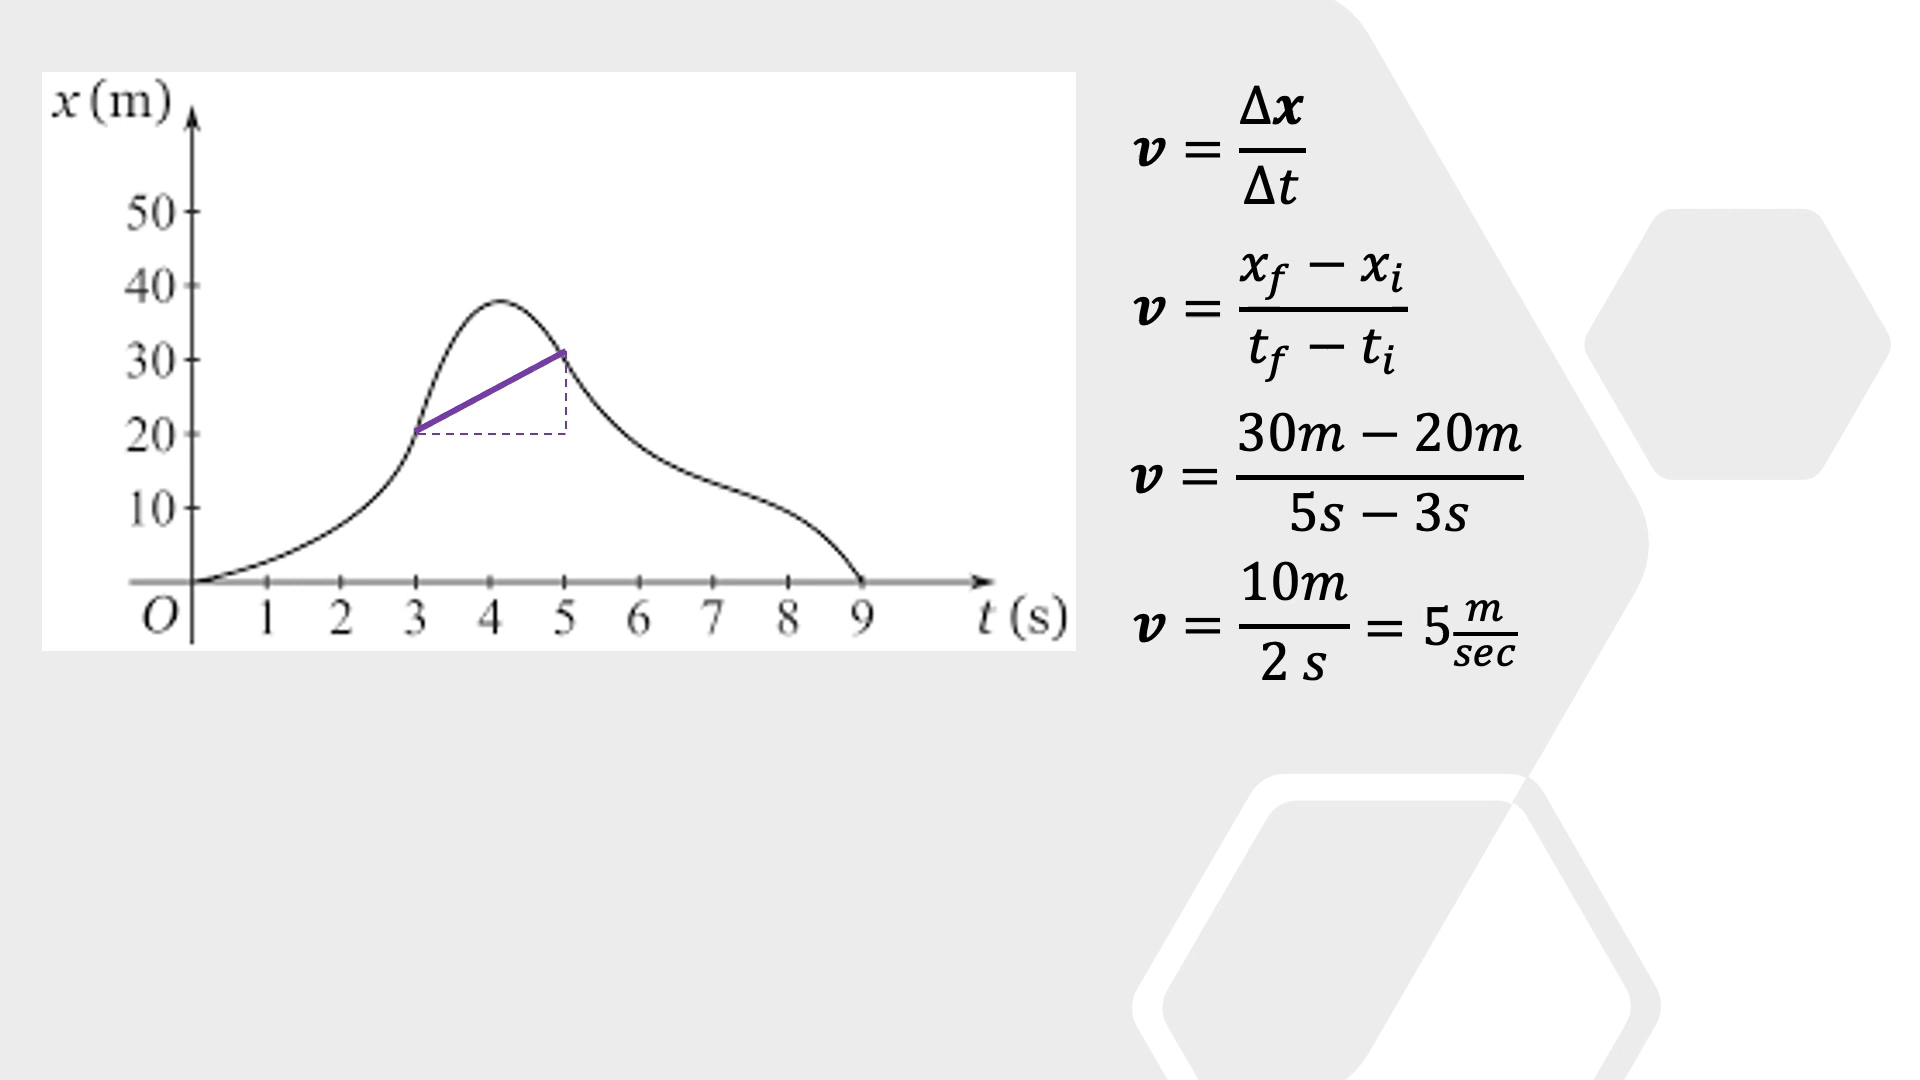 x (m)
50
40
30
20
10
O 1 2 3 4 5 6 7 8 9 t (s)
v = Δx/Δt
v = (x_f − x_i)/(t_f − t_i)
v = (30m − 20m)/(5s − 3s)
v = 10m/2 s = 5 m/sec